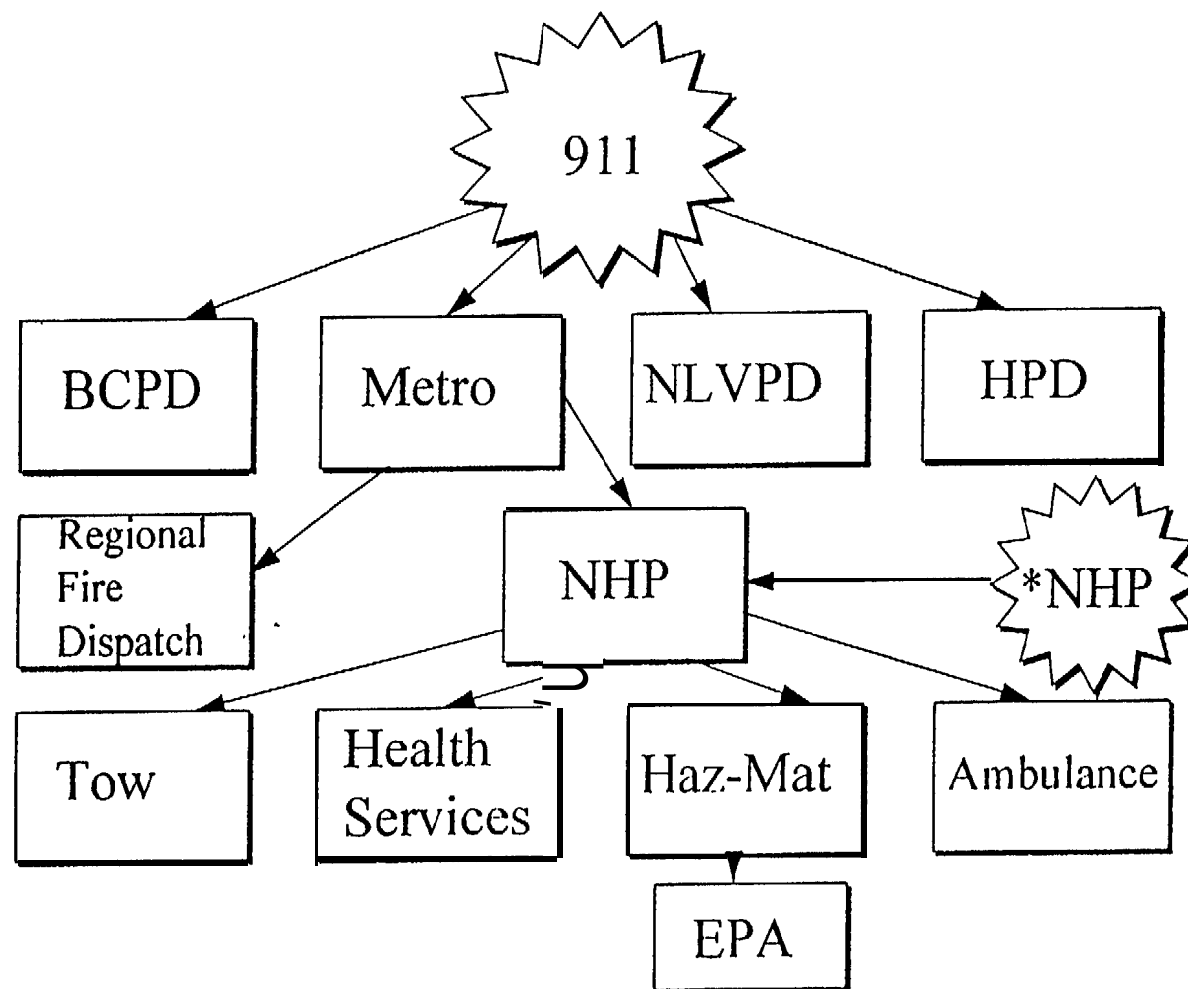 911
BCPD
Metro
NLVPD
HPD
Regional
Fire
Dispatch
NHP
*NHP
Tow
Health
Services
Haz-Mat
Ambulance
EPA